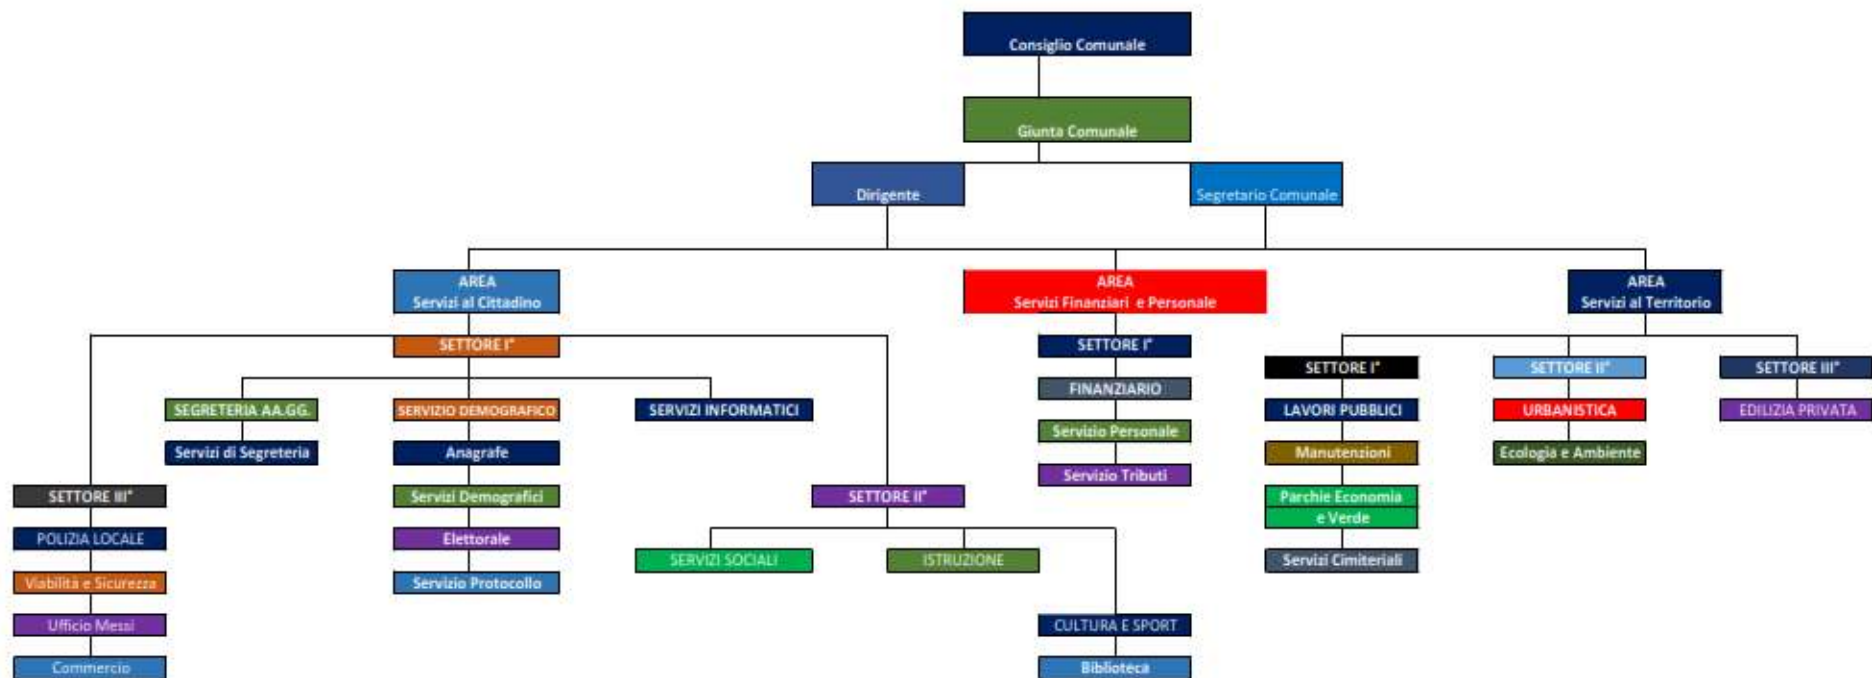 Consiglio Comunale
Giunta Comunale
Dirigente
Segretario Comunale
AREA
Servizi al Cittadino
AREA
Servizi Finanziari e Personale
AREA
Servizi al Territorio
SETTORE I°
SETTORE I°
SETTORE I°
SETTORE II°
SETTORE III°
FINANZIARIO
SEGRETERIA AA.GG.
SERVIZIO DEMOGRAFICO
SERVIZI INFORMATICI
LAVORI PUBBLICI
URBANISTICA
EDILIZIA PRIVATA
Servizio Personale
Servizi di Segreteria
Anagrafe
Manutenzioni
Ecologia e Ambiente
Servizio Tributi
SETTORE III°
Servizi Demografici
SETTORE II°
Parchie Economia
e Verde
POLIZIA LOCALE
Elettorale
SERVIZI SOCIALI
ISTRUZIONE
Servizi Cimiteriali
Viabilità e Sicurezza
Servizio Protocollo
Ufficio Messi
CULTURA E SPORT
Commercio
Biblioteca